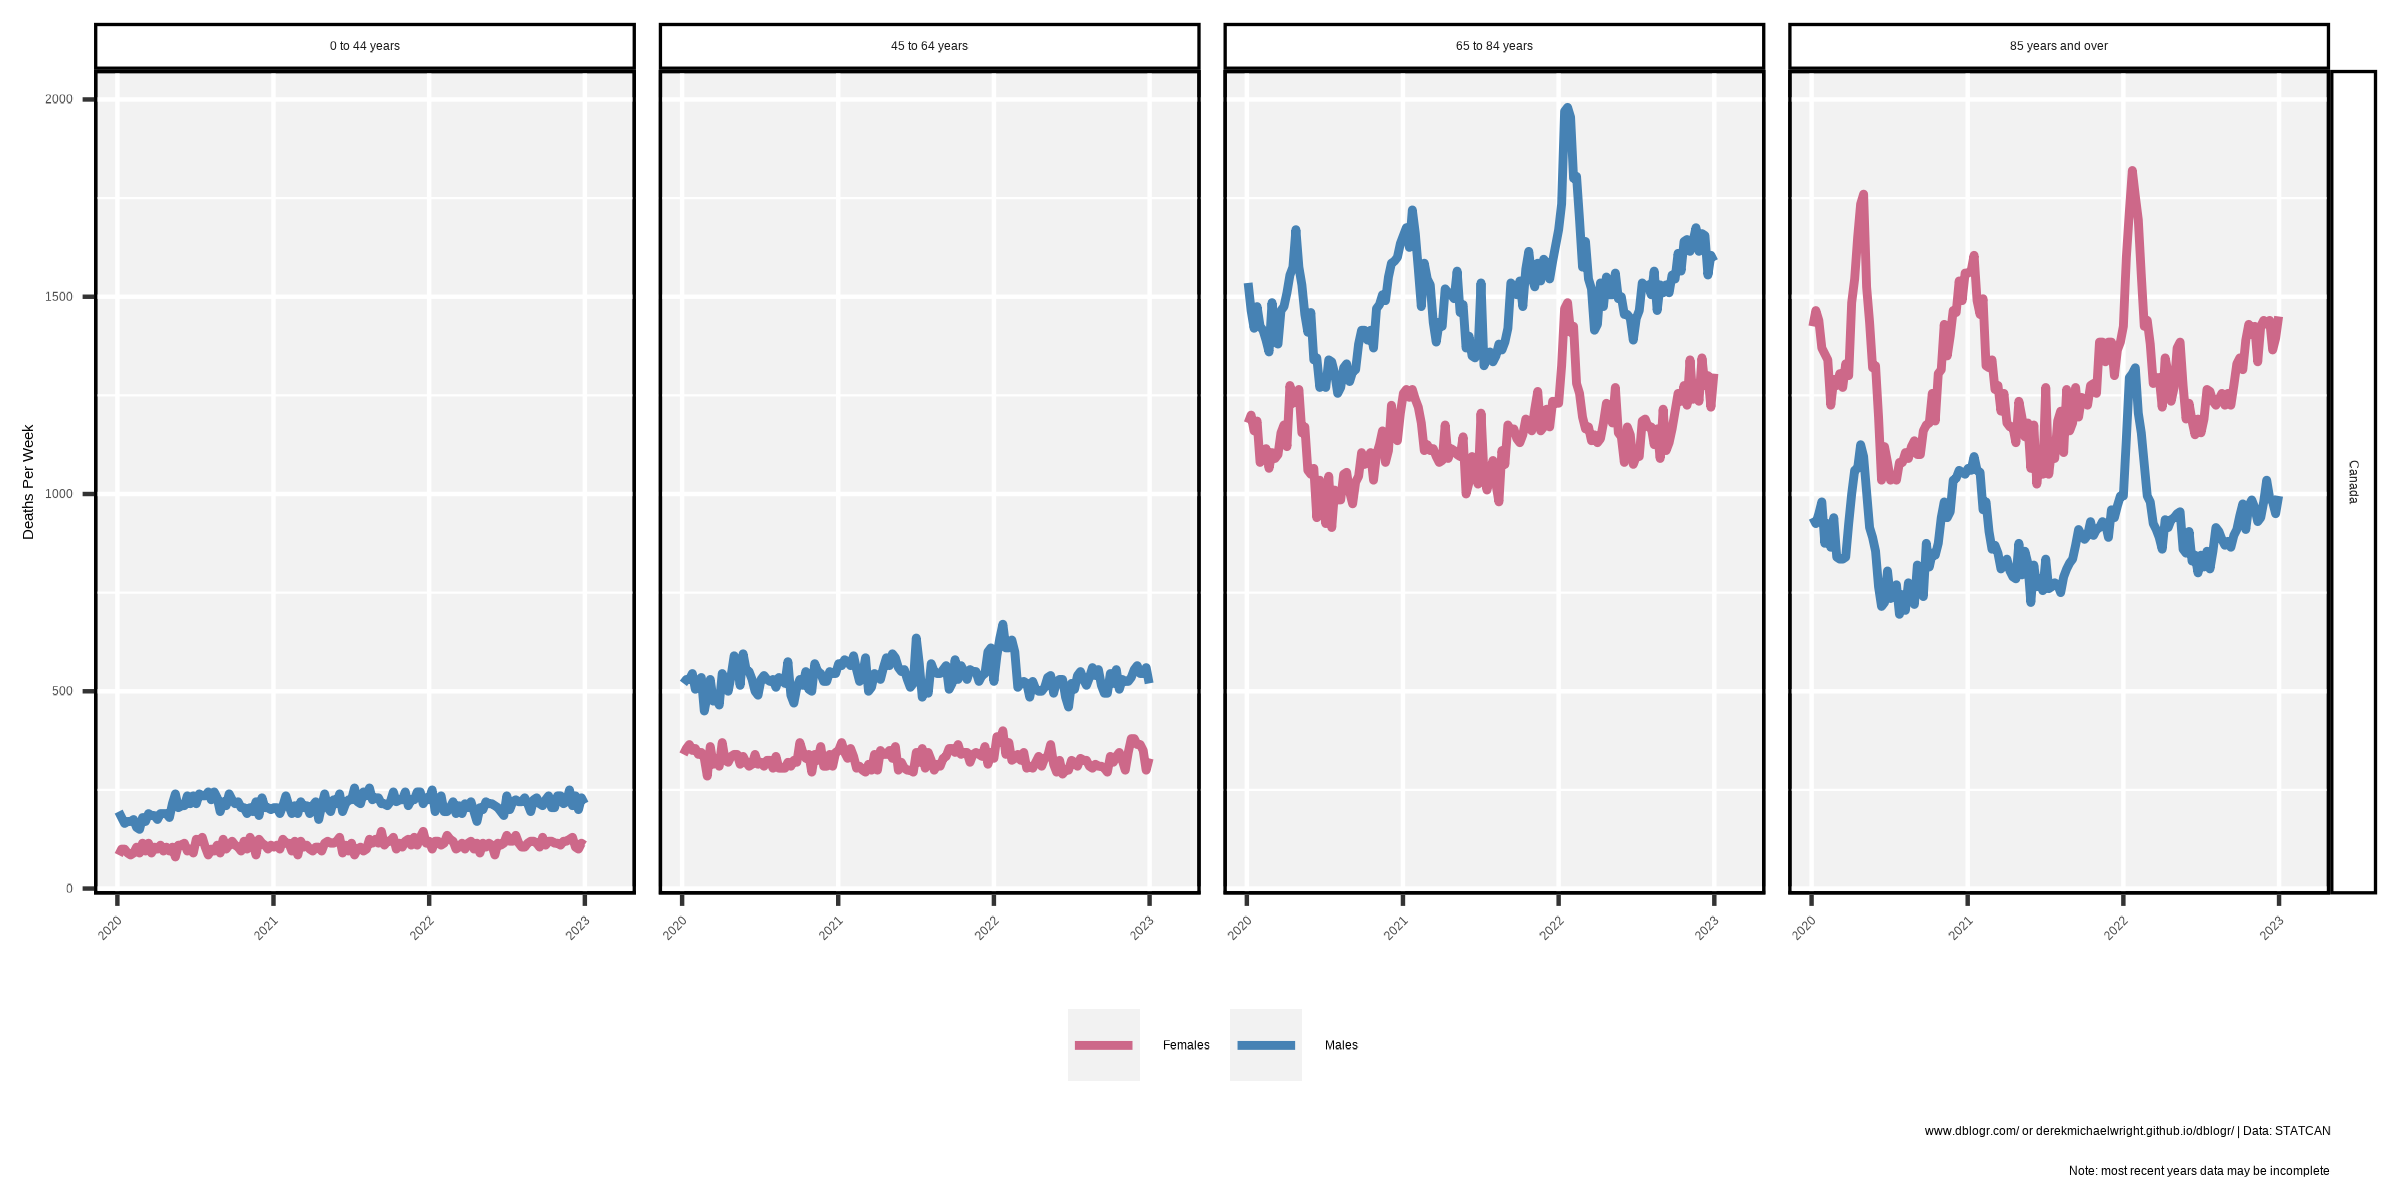 0 to 44 years
45 to 64 years
65 to 84 years
85 years and over
Deaths Per Week
2000
1500
1000
500
0
Canada
2020 2021 2022 2023
2020 2021 2022 2023
2020 2021 2022 2023
2020 2021 2022 2023
Females
Males
www.dblogr.com/ or derekmichaelwright.github.io/dblogr/ | Data: STATCAN
Note: most recent years data may be incomplete